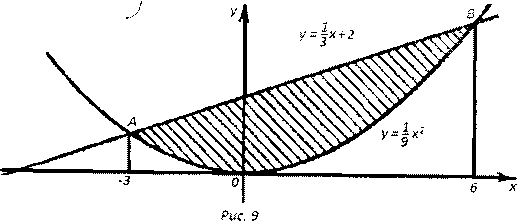 y
B
y = 1/3 x + 2
A
y = 1/9 x²
-3
0
6
x
Рис. 9